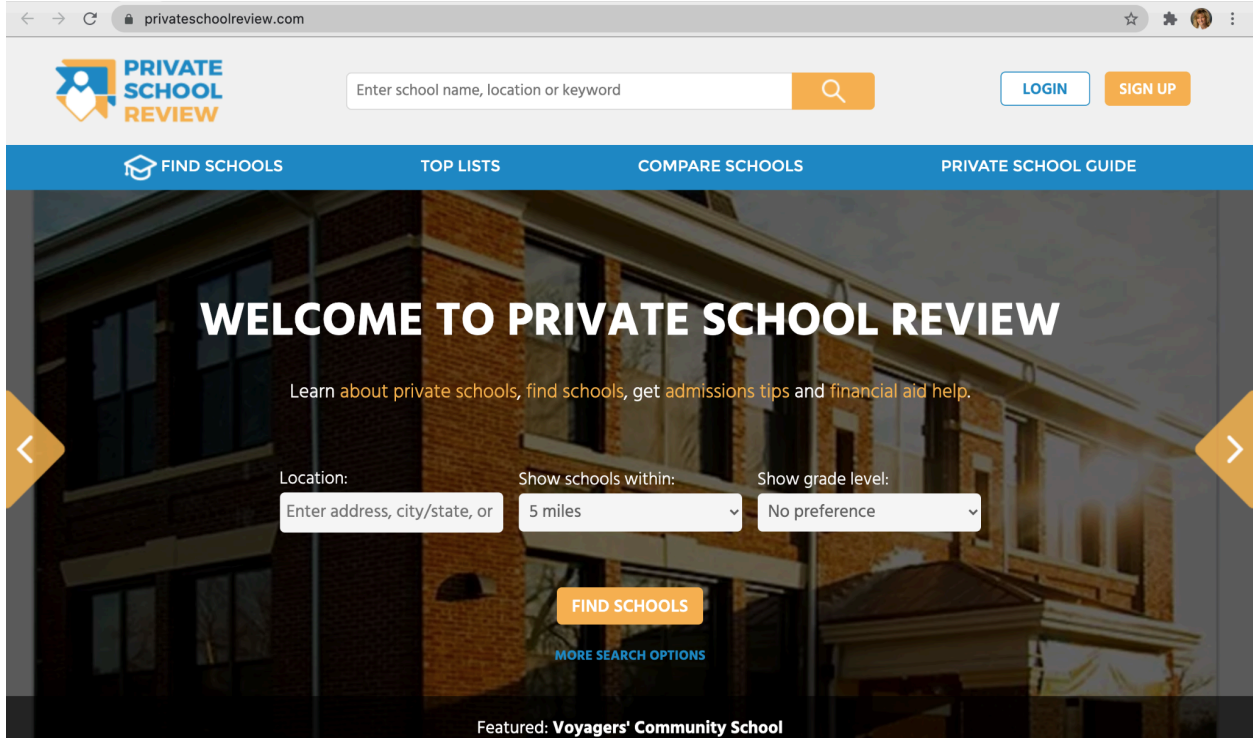 privateschoolreview.com
PRIVATE
SCHOOL
REVIEW
Enter school name, location or keyword
LOGIN
SIGN UP
FIND SCHOOLS
TOP LISTS
COMPARE SCHOOLS
PRIVATE SCHOOL GUIDE
WELCOME TO PRIVATE SCHOOL REVIEW
Learn about private schools, find schools, get admissions tips and financial aid help.
Location:
Show schools within:
Show grade level:
Enter address, city/state, or
5 miles
No preference
FIND SCHOOLS
MORE SEARCH OPTIONS
Featured: Voyagers' Community School